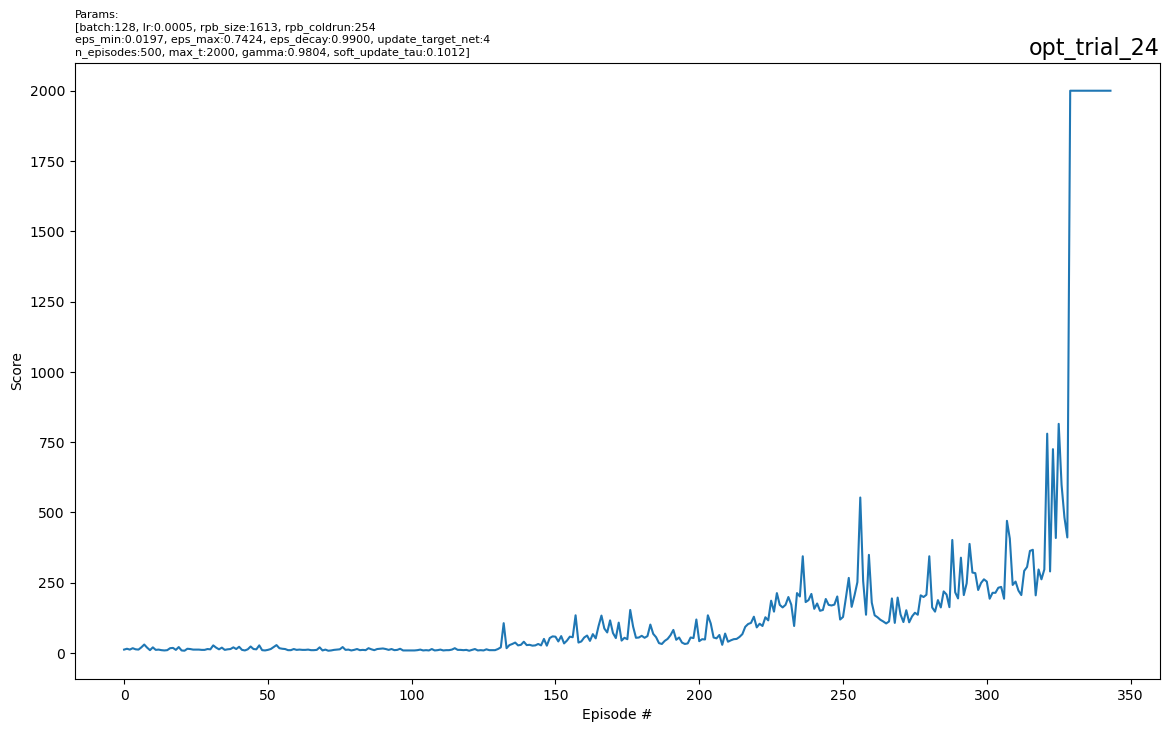 Params:
[batch:128, lr:0.0005, rpb_size:1613, rpb_coldrun:254
eps_min:0.0197, eps_max:0.7424, eps_decay:0.9900, update_target_net:4
n_episodes:500, max_t:2000, gamma:0.9804, soft_update_tau:0.1012]
opt_trial_24
2000
1750
1500
1250
1000
750
500
250
0
Score
0 50 100 150 200 250 300 350
Episode #